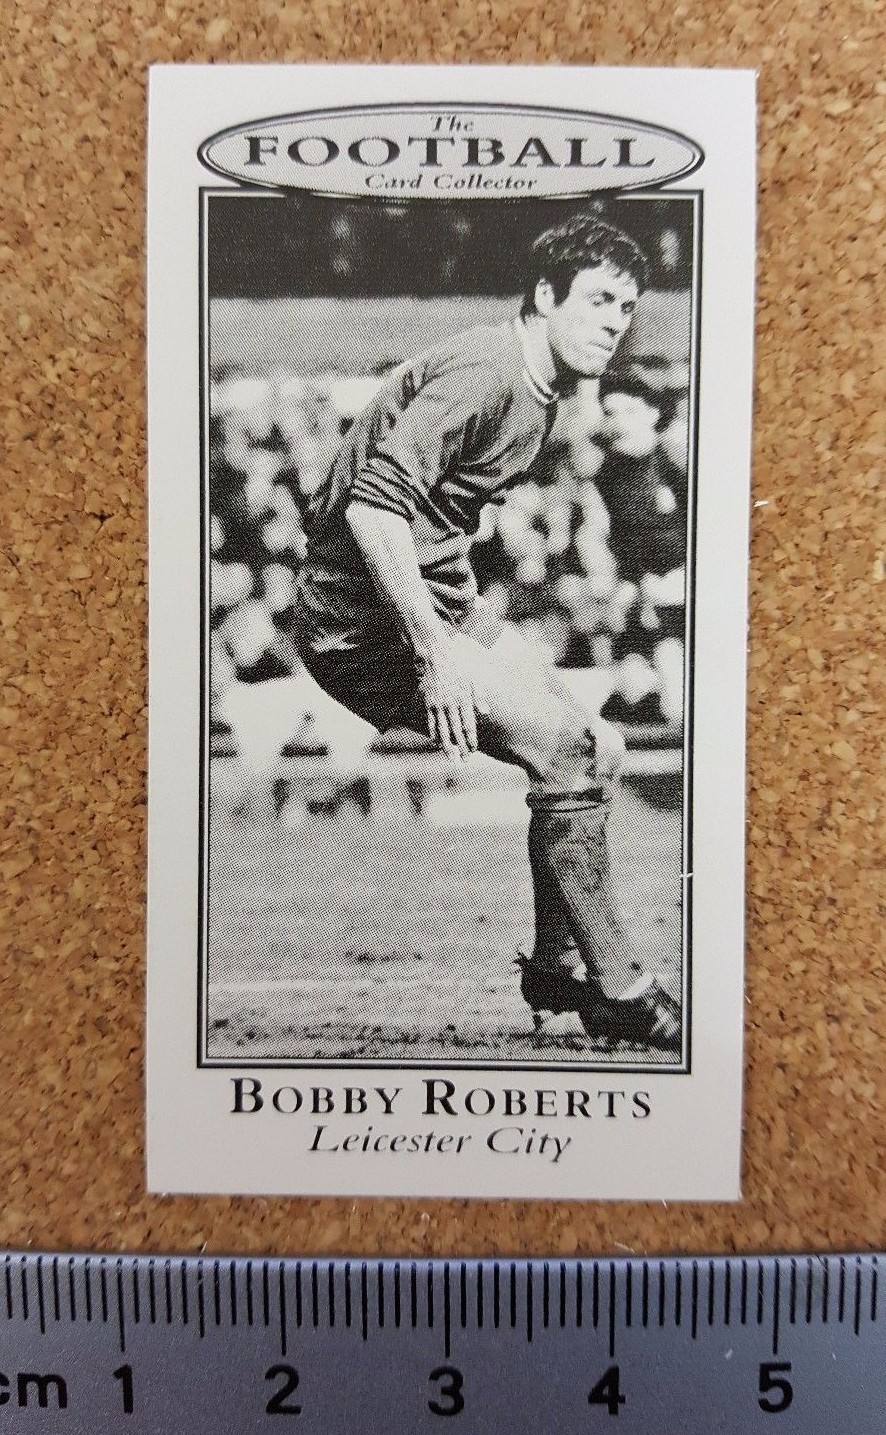 The
FOOTBALL
Card Collector
BOBBY ROBERTS
Leicester City
cm 1 2 3 4 5